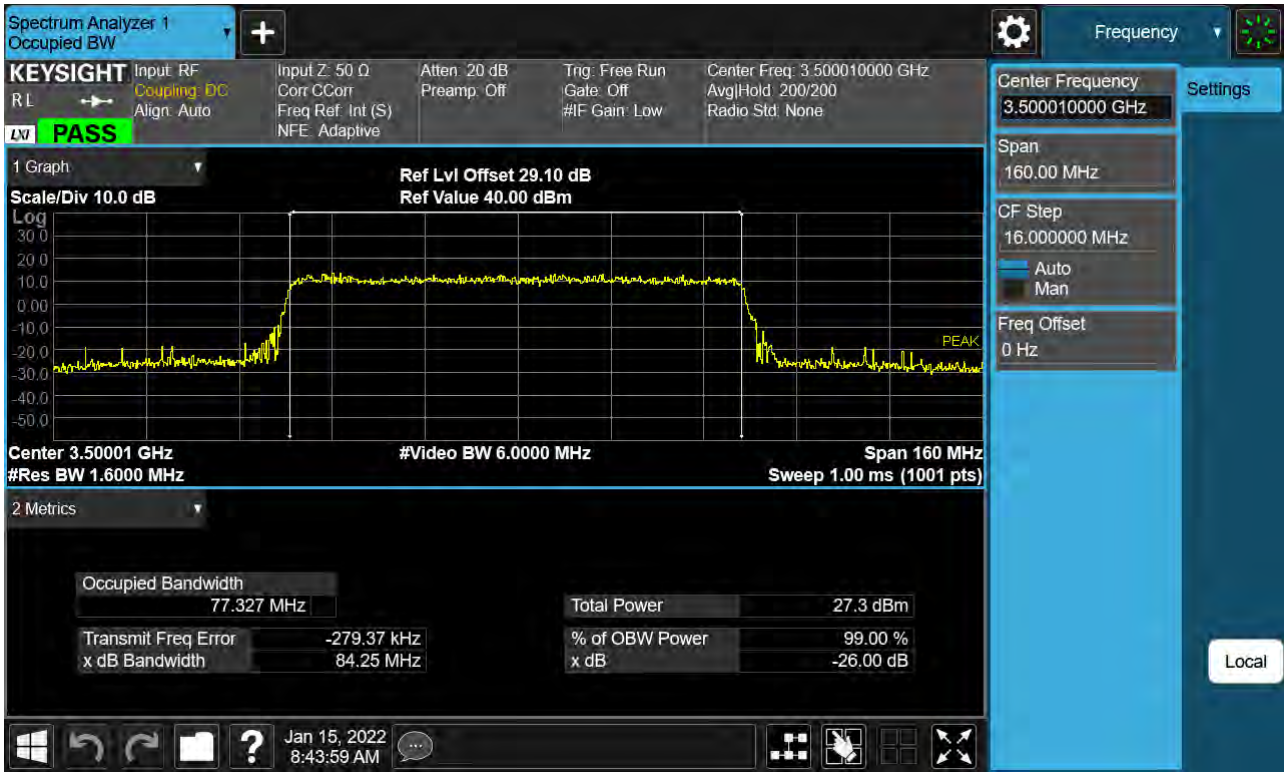 Spectrum Analyzer 1
Occupied BW
Frequency
KEYSIGHT
RL
LXI
PASS
Input: RF
Coupling: DC
Align: Auto
Input Z: 50 Ω
Corr CCorr
Freq Ref: Int (S)
NFE: Adaptive
Atten: 20 dB
Preamp: Off
Trig: Free Run
Gate: Off
#IF Gain: Low
Center Freq: 3.500010000 GHz
Avg|Hold: 200/200
Radio Std: None
Center Frequency
3.500010000 GHz
Settings
Span
160.00 MHz
CF Step
16.000000 MHz
Auto
Man
Freq Offset
0 Hz
1 Graph
Scale/Div 10.0 dB
Ref Lvl Offset 29.10 dB
Ref Value 40.00 dBm
Log
30.0
20.0
10.0
0.00
-10.0
-20.0
-30.0
-40.0
-50.0
PEAK
Center 3.50001 GHz
#Video BW 6.0000 MHz
Span 160 MHz
#Res BW 1.6000 MHz
Sweep 1.00 ms (1001 pts)
2 Metrics
Occupied Bandwidth
77.327 MHz
Total Power 27.3 dBm
Transmit Freq Error -279.37 kHz
% of OBW Power 99.00 %
x dB Bandwidth 84.25 MHz
x dB -26.00 dB
Local
Jan 15, 2022
8:43:59 AM